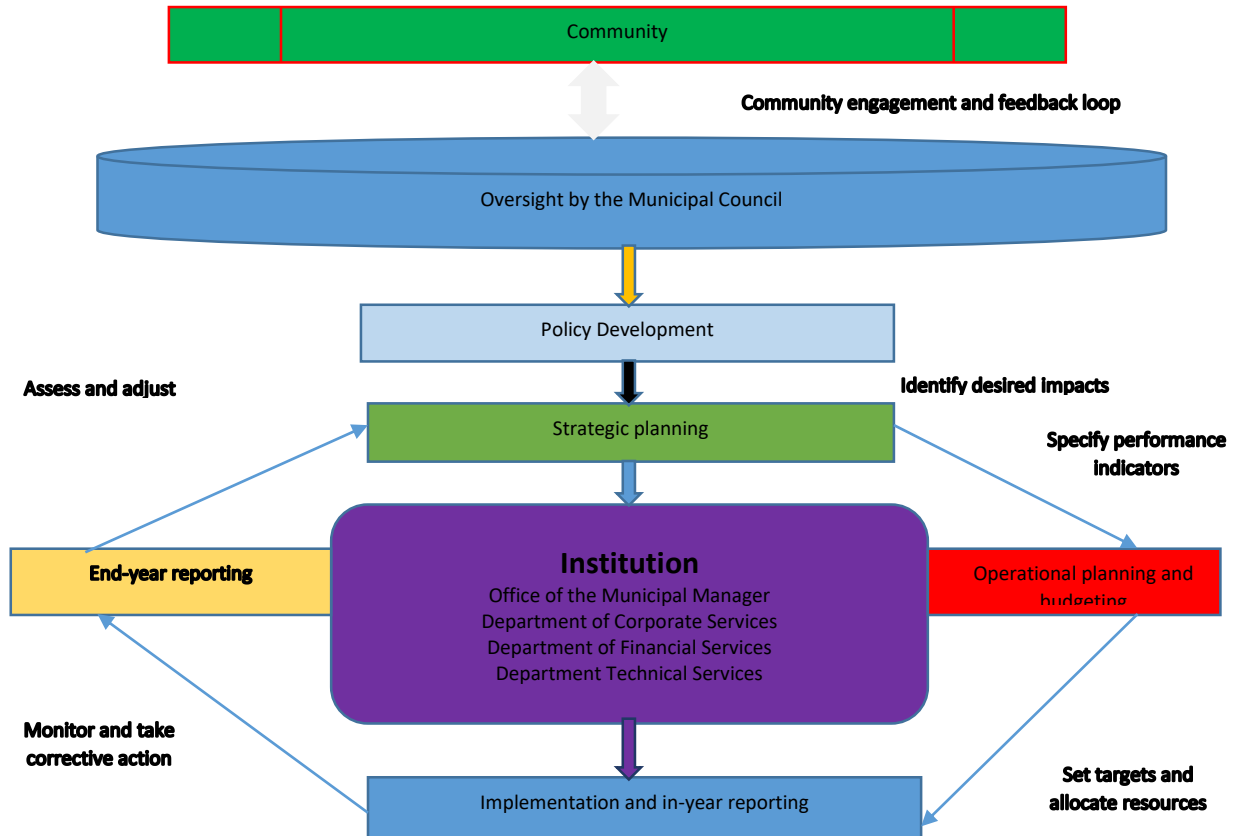 Community
Community engagement and feedback loop
Oversight by the Municipal Council
Policy Development
Assess and adjust
Identify desired impacts
Strategic planning
Specify performance
indicators
Institution
Office of the Municipal Manager
Department of Corporate Services
Department of Financial Services
Department Technical Services
End-year reporting
Operational planning and
budgeting
Monitor and take
corrective action
Set targets and
allocate resources
Implementation and in-year reporting